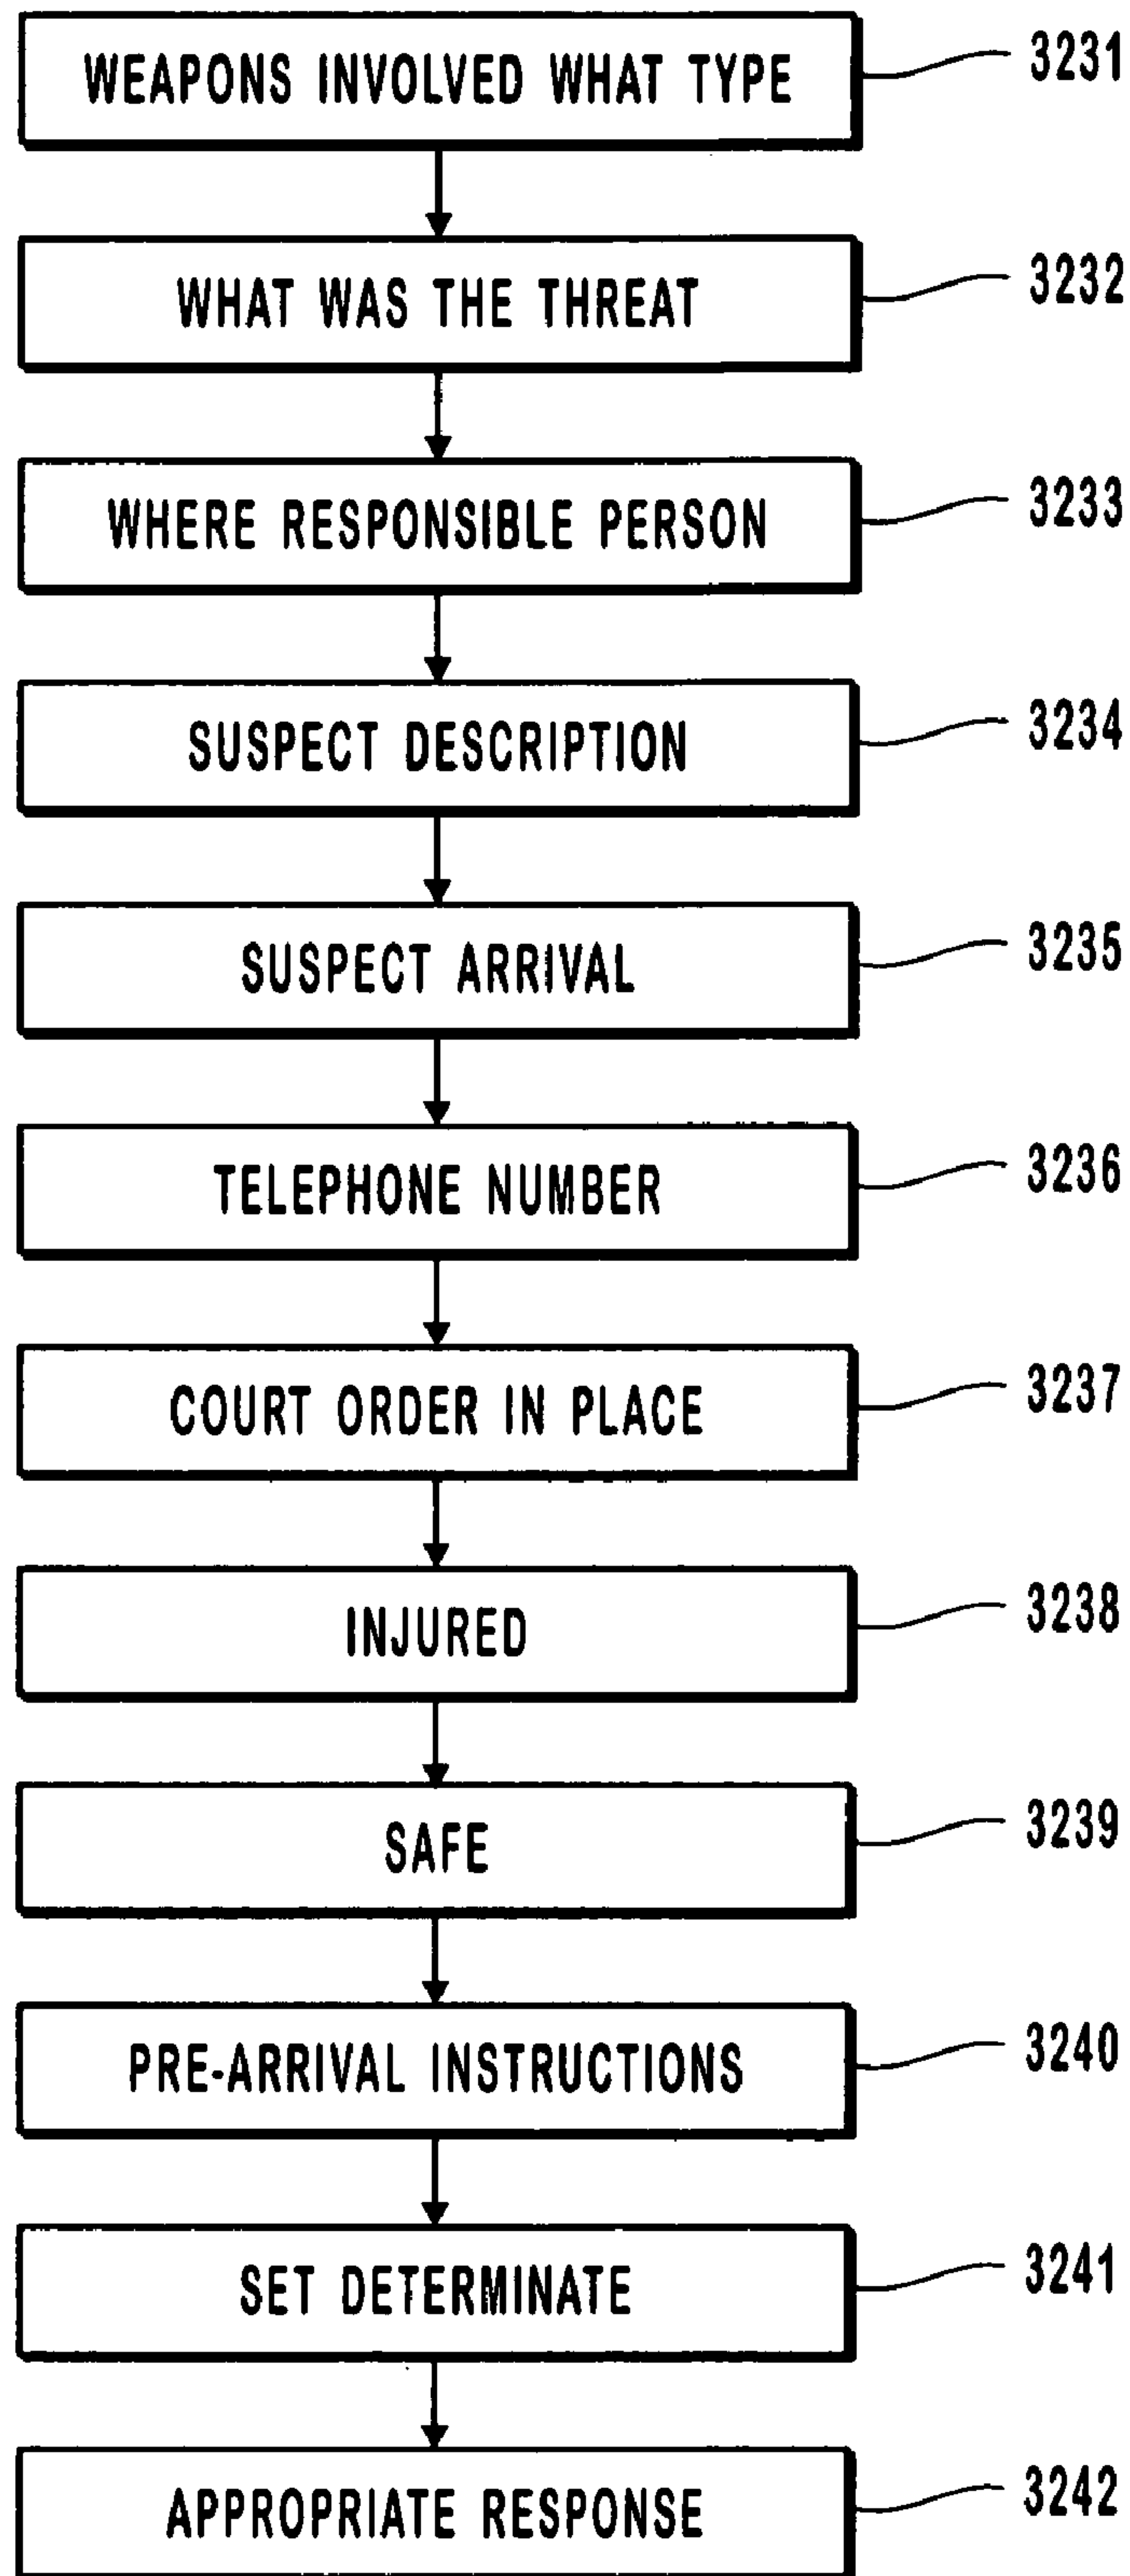 WEAPONS INVOLVED WHAT TYPE 3231
WHAT WAS THE THREAT 3232
WHERE RESPONSIBLE PERSON 3233
SUSPECT DESCRIPTION 3234
SUSPECT ARRIVAL 3235
TELEPHONE NUMBER 3236
COURT ORDER IN PLACE 3237
INJURED 3238
SAFE 3239
PRE-ARRIVAL INSTRUCTIONS 3240
SET DETERMINATE 3241
APPROPRIATE RESPONSE 3242